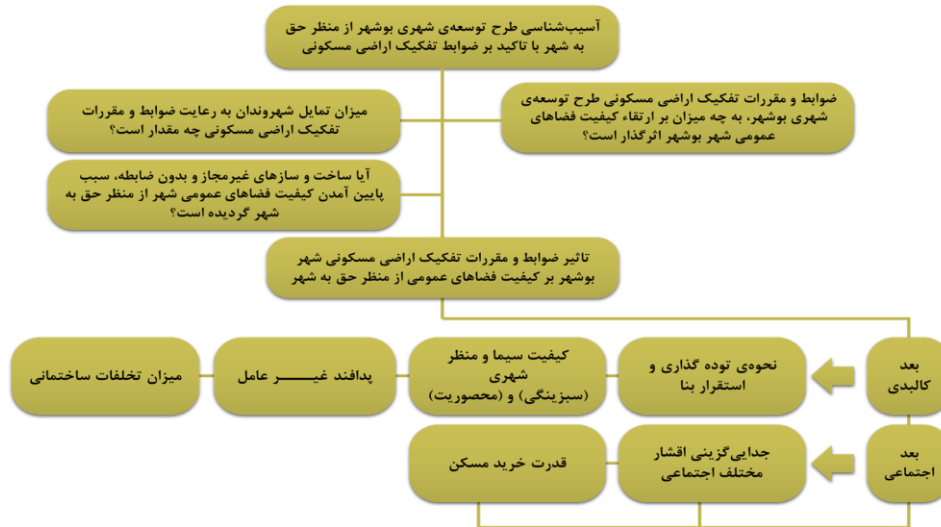 آسیب‌شناسی طرح توسعه‌ی شهری بوشهر از منظر حق
به شهر با تاکید بر ضوابط تفکیک اراضی مسکونی
ضوابط و مقررات تفکیک اراضی مسکونی طرح توسعه‌ی
شهری بوشهر، به چه میزان بر ارتقاء کیفیت فضاهای
عمومی شهر بوشهر اثرگذار است؟
میزان تمایل شهروندان به رعایت ضوابط و مقررات
تفکیک اراضی مسکونی چه مقدار است؟
آیا ساخت و سازهای غیرمجاز و بدون ضابطه، سبب
پایین آمدن کیفیت فضاهای عمومی شهر از منظر حق به
شهر گردیده است؟
تاثیر ضوابط و مقررات تفکیک اراضی مسکونی شهر
بوشهر بر کیفیت فضاهای عمومی از منظر حق به شهر
بعد
کالبدی
نحوه‌ی توده گذاری و
استقرار بنا
کیفیت سیما و منظر
شهری
(سبزینگی) و (محصوریت)
پدافند غیـــــر عامل
میزان تخلفات ساختمانی
بعد
اجتماعی
جدایی‌گزینی اقشار
مختلف اجتماعی
قدرت خرید مسکن